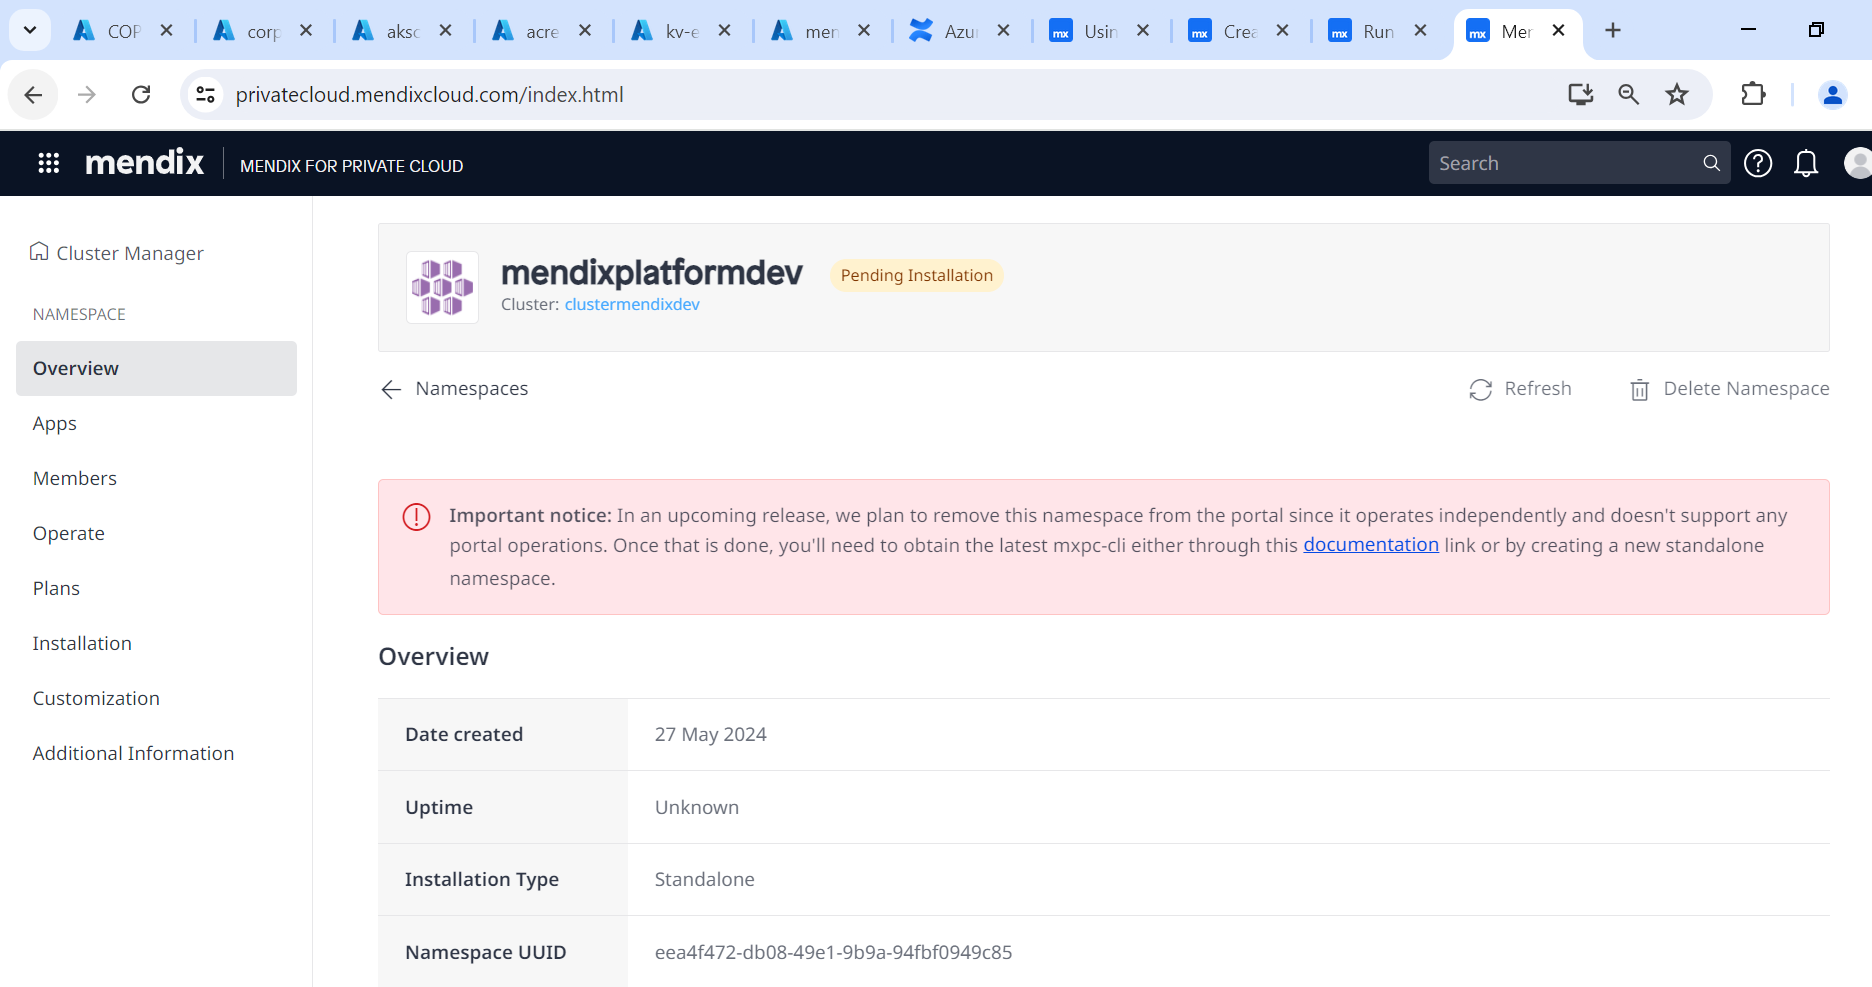 COP
corp
aksc
acre
kv-e
men
Azu
Usin
Crea
Run
Mer
privatecloud.mendixcloud.com/index.html
mendix MENDIX FOR PRIVATE CLOUD
Search
Cluster Manager
NAMESPACE
Overview
Apps
Members
Operate
Plans
Installation
Customization
Additional Information
mendixplatformdev Pending Installation
Cluster: clustermendixdev
Namespaces
Refresh
Delete Namespace
Important notice: In an upcoming release, we plan to remove this namespace from the portal since it operates independently and doesn't support any
portal operations. Once that is done, you'll need to obtain the latest mxpc-cli either through this documentation link or by creating a new standalone
namespace.
Overview
Date created 27 May 2024
Uptime Unknown
Installation Type Standalone
Namespace UUID eea4f472-db08-49e1-9b9a-94fbf0949c85